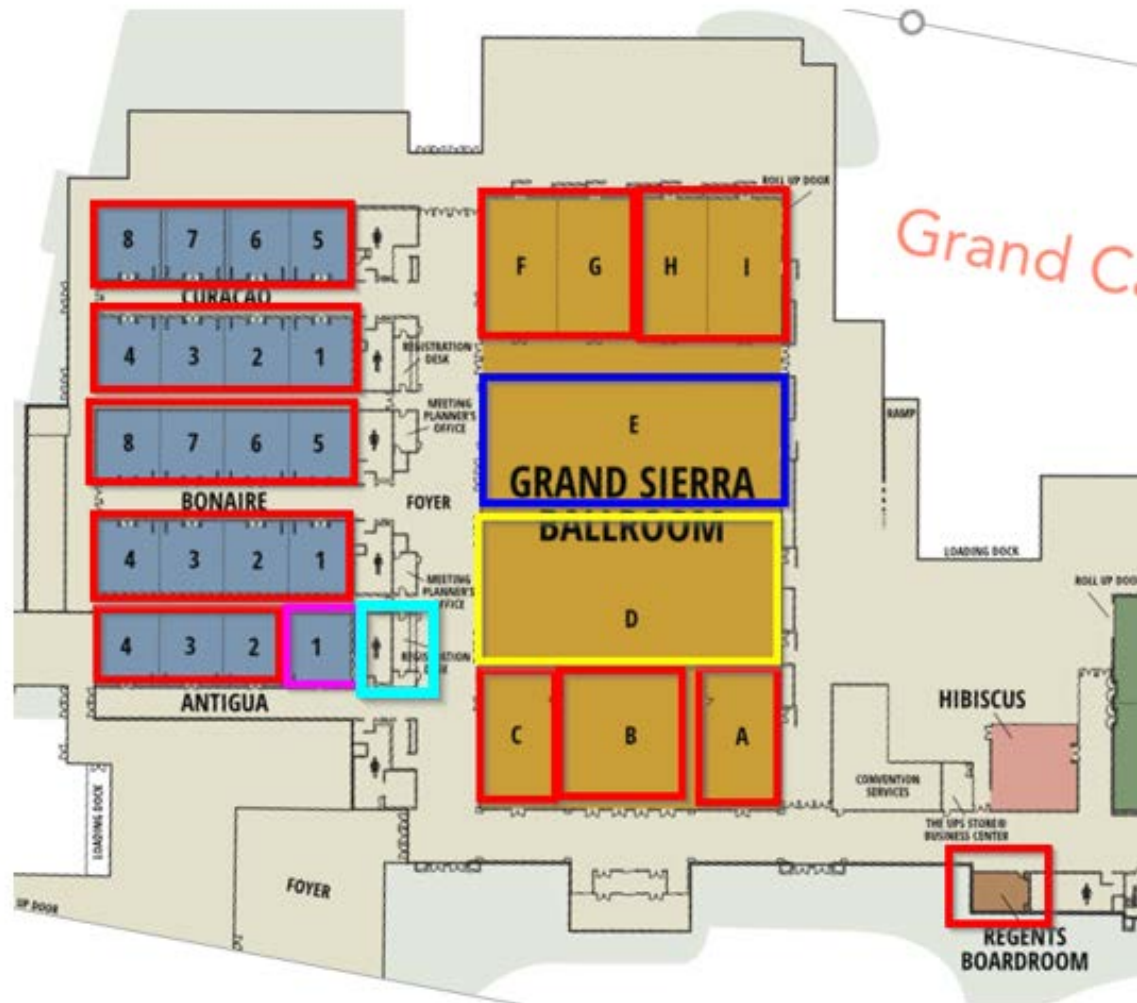 ROLL UP DOOR
Grand C
8 7 6 5
CURACAO
F G H I
4 3 2 1
REGISTRATION
DESK
MEETING
PLANNER'S
OFFICE
8 7 6 5
E
RAMP
BONAIRE
FOYER
GRAND SIERRA
BALLROOM
4 3 2 1
MEETING
PLANNER'S
OFFICE
LOADING DOCK
ROLL UP DOO
D
4 3 2 1
REGISTRATION
DESK
ANTIGUA
C B A
HIBISCUS
CONVENTION
SERVICES
THE UPS STORE®
BUSINESS CENTER
LOADING DOCK
FOYER
UP DOOR
REGENTS
BOARDROOM